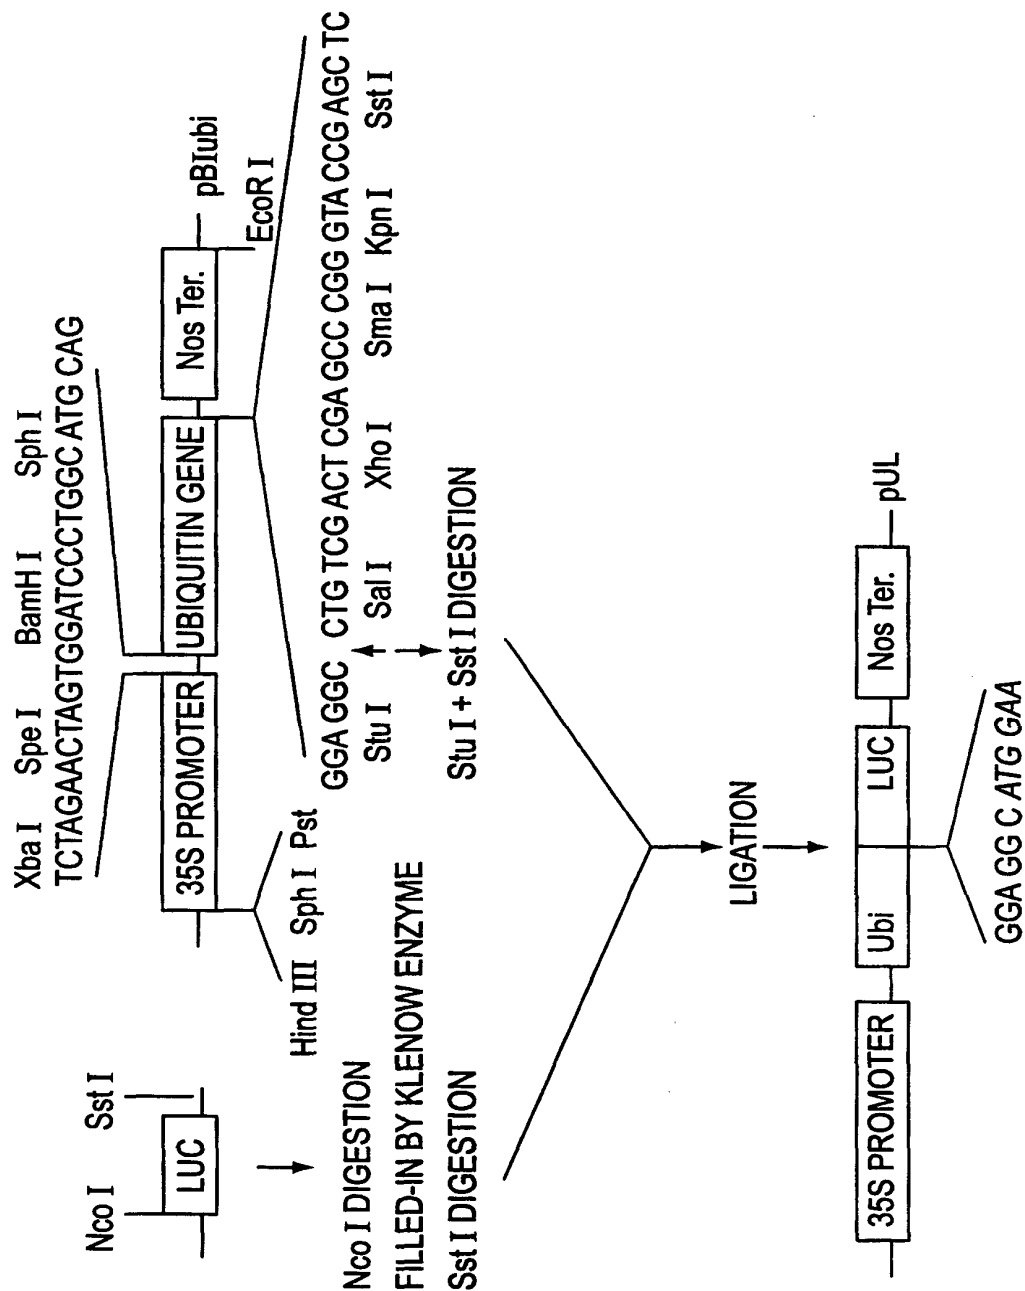 Xba I Spe I BamH I Sph I
TCTAGAACTAGTGGATCCCTGGC ATG CAG
Nco I Sst I
LUC
35S PROMOTER
UBIQUITIN GENE
Nos Ter.
pBIubi
EcoR I
Hind III Sph I Pst
GGA GGC CTG TCG ACT CGA GCC CGG GTA CCG AGC TC
Stu I Sal I Xho I Sma I Kpn I Sst I
Nco I DIGESTION
FILLED-IN BY KLENOW ENZYME
Sst I DIGESTION
Stu I + Sst I DIGESTION
LIGATION
35S PROMOTER
Ubi
LUC
Nos Ter.
pUL
GGA GG C ATG GAA